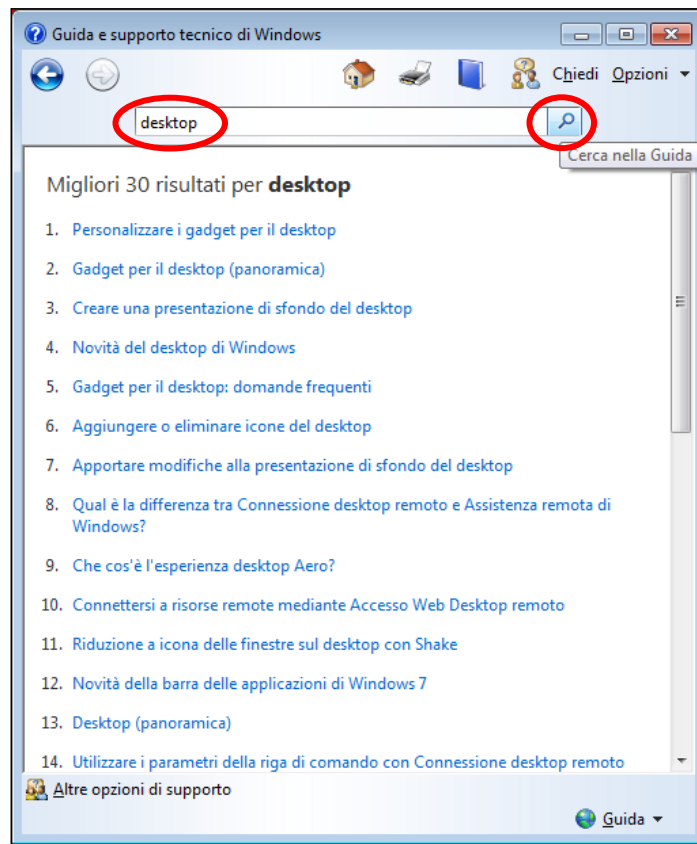 Guida e supporto tecnico di Windows
Chiedi Opzioni
desktop
Cerca nella Guida
Migliori 30 risultati per desktop
1. Personalizzare i gadget per il desktop
2. Gadget per il desktop (panoramica)
3. Creare una presentazione di sfondo del desktop
4. Novità del desktop di Windows
5. Gadget per il desktop: domande frequenti
6. Aggiungere o eliminare icone del desktop
7. Apportare modifiche alla presentazione di sfondo del desktop
8. Qual è la differenza tra Connessione desktop remoto e Assistenza remota di
Windows?
9. Che cos'è l'esperienza desktop Aero?
10. Connettersi a risorse remote mediante Accesso Web Desktop remoto
11. Riduzione a icona delle finestre sul desktop con Shake
12. Novità della barra delle applicazioni di Windows 7
13. Desktop (panoramica)
14. Utilizzare i parametri della riga di comando con Connessione desktop remoto
Altre opzioni di supporto
Guida